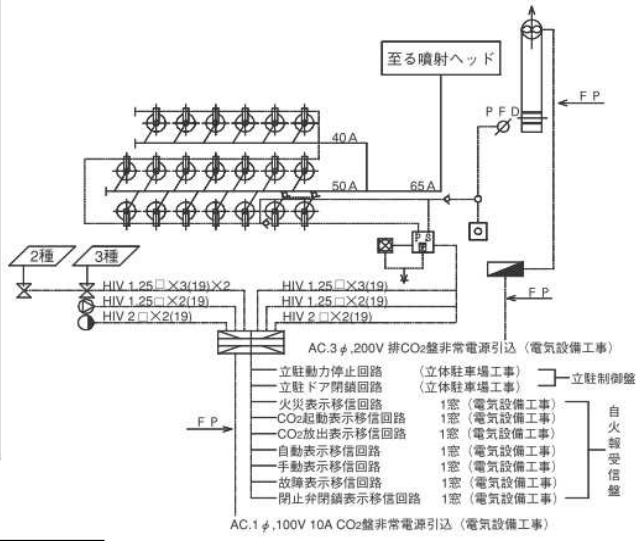 至る噴射ヘッド
FP
PFD
40A
50A
65A
PS
2種
3種
HIV 1.25□×3(19)×2
HIV 1.25□×2(19)
HIV 2□×2(19)
HIV 1.25□×3(19)
HIV 1.25□×2(19)
HIV 2□×2(19)
FP
AC.3φ,200V 排CO2盤非常電源引込（電気設備工事）
立駐動力停止回路 （立体駐車場工事）
立駐ドア閉鎖回路 （立体駐車場工事）
立駐制御盤
火災表示移信回路 1窓（電気設備工事）
CO2起動表示移信回路 1窓（電気設備工事）
CO2放出表示移信回路 1窓（電気設備工事）
自動表示移信回路 1窓（電気設備工事）
手動表示移信回路 1窓（電気設備工事）
故障表示移信回路 1窓（電気設備工事）
閉止弁閉鎖表示移信回路 1窓（電気設備工事）
自火報受信盤
FP
AC.1φ,100V 10A CO2盤非常電源引込（電気設備工事）